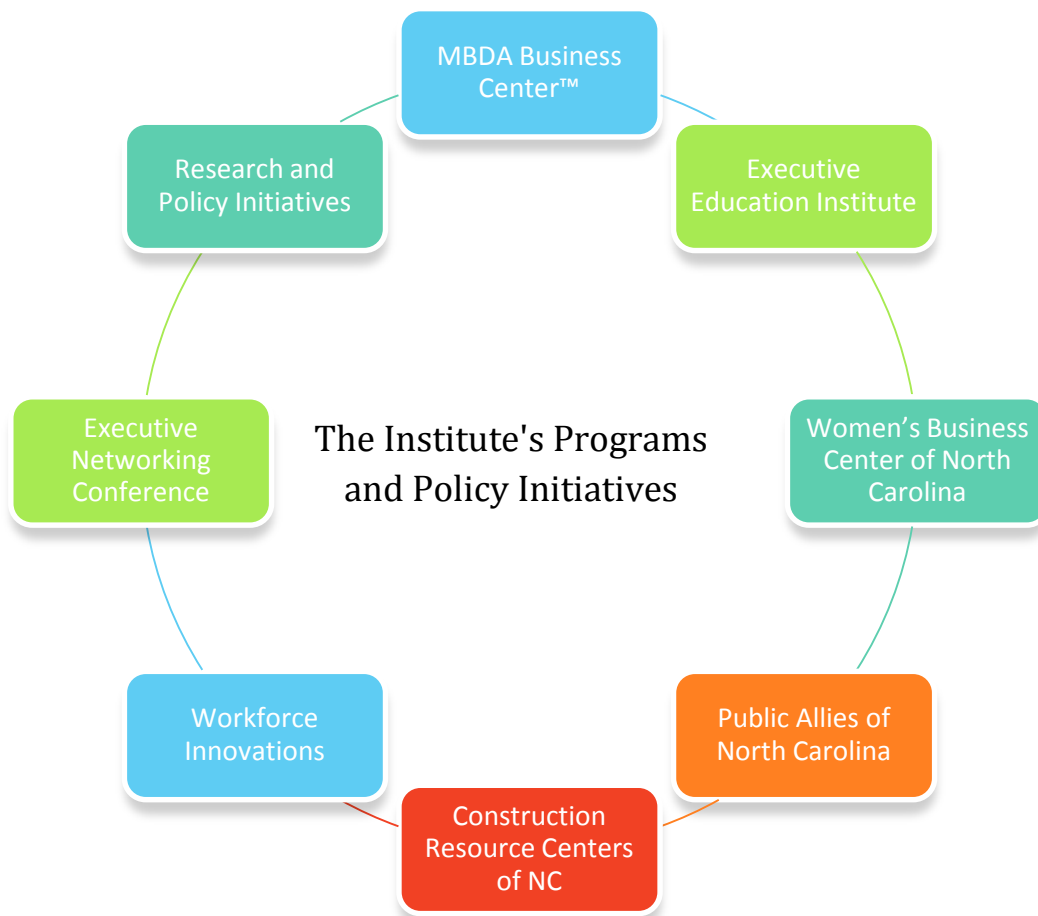 MBDA Business
Center™
Executive
Education Institute
Women’s Business
Center of North
Carolina
Public Allies of
North Carolina
Construction
Resource Centers
of NC
Workforce
Innovations
Executive
Networking
Conference
Research and
Policy Initiatives
The Institute's Programs
and Policy Initiatives